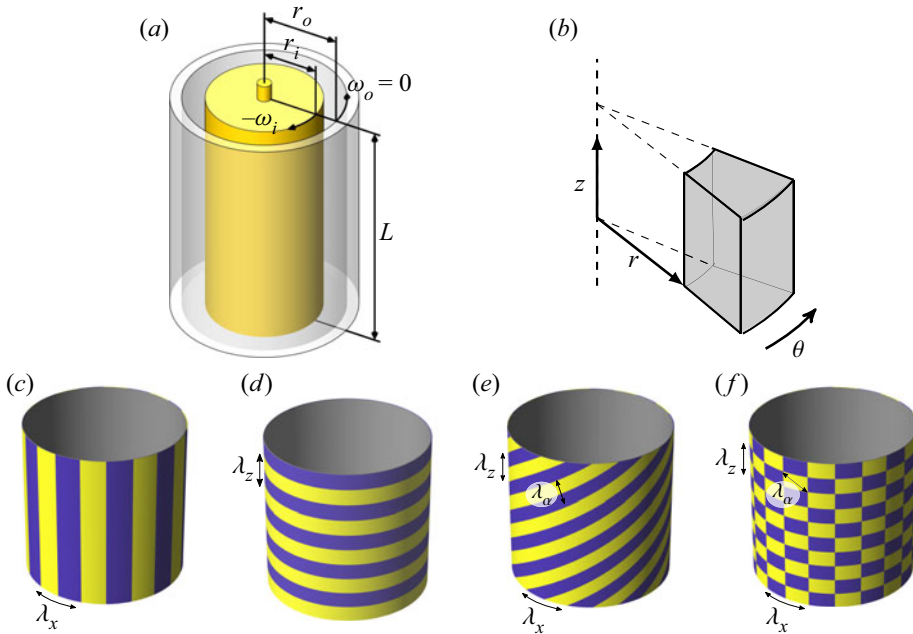 (a)
r_o
r_i
ω_o = 0
−ω_i
L
(b)
z
r
θ
(c)
λ_x
(d)
λ_z
(e)
λ_z
λ_α
λ_x
(f)
λ_z
λ_α
λ_x